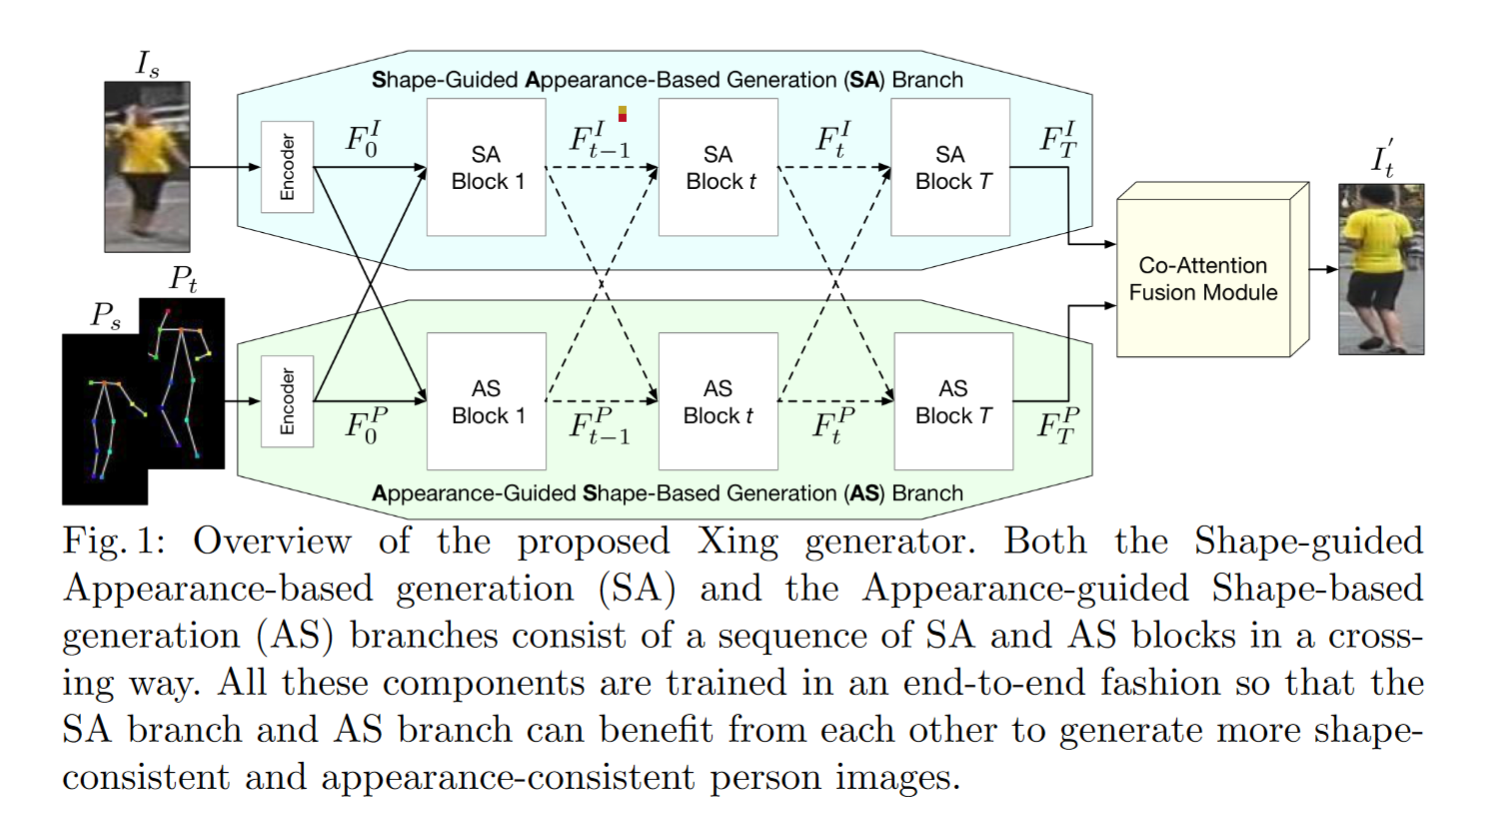 I_s
Shape-Guided Appearance-Based Generation (SA) Branch
Encoder
F_0^I
SA
Block 1
F_{t-1}^I
SA
Block t
F_t^I
SA
Block T
F_T^I
I_t^'
Co-Attention
Fusion Module
P_t
P_s
Encoder
F_0^P
AS
Block 1
F_{t-1}^P
AS
Block t
F_t^P
AS
Block T
F_T^P
Appearance-Guided Shape-Based Generation (AS) Branch
Fig. 1: Overview of the proposed Xing generator. Both the Shape-guided
Appearance-based generation (SA) and the Appearance-guided Shape-based
generation (AS) branches consist of a sequence of SA and AS blocks in a cross-
ing way. All these components are trained in an end-to-end fashion so that the
SA branch and AS branch can benefit from each other to generate more shape-
consistent and appearance-consistent person images.